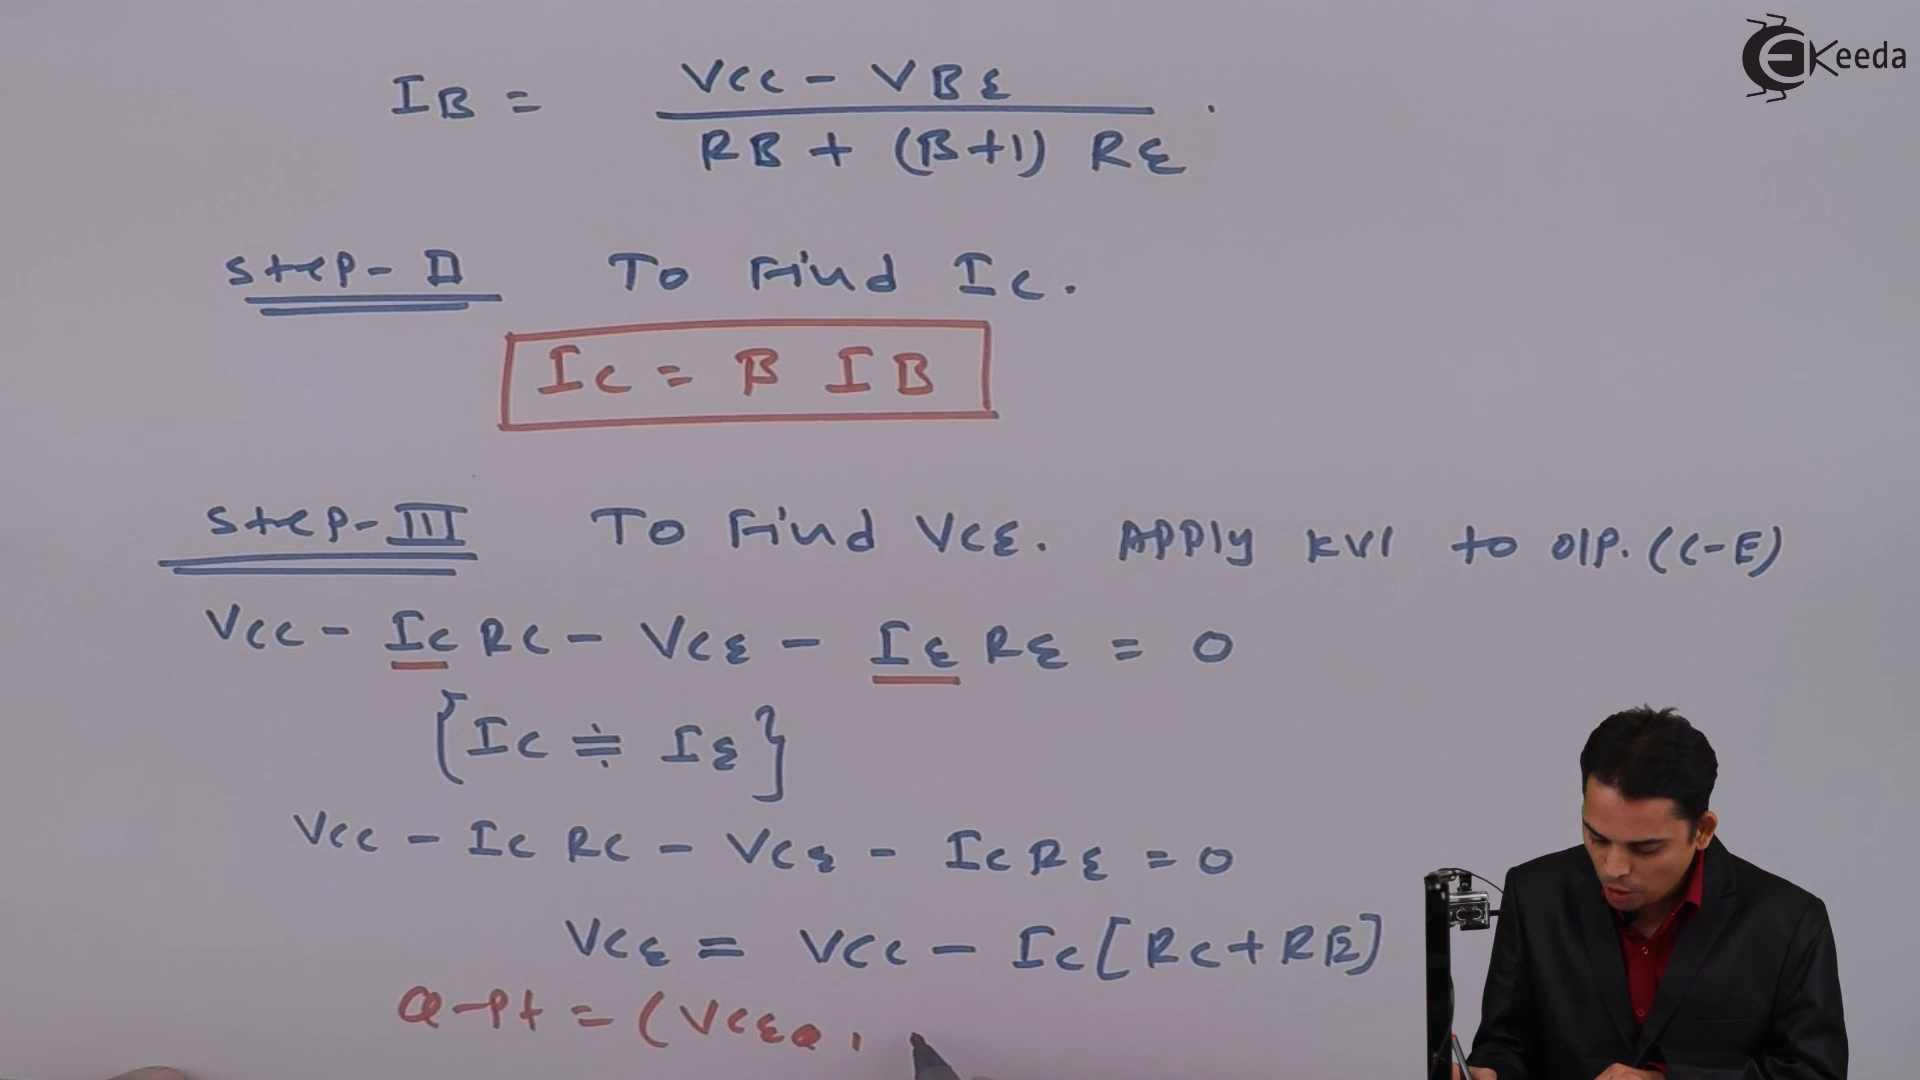 EKeeda
IB = VCC - VBE
RB + (B+1) RE
Step-II To Find IC.
IC = B IB
Step-III To Find VCE. Apply KVl to o/p. (C-E)
VCC - IC RC - VCE - IE RE = 0
{IC ≑ IE}
VCC - IC RC - VCE - IC RE = 0
VCE = VCC - IC [RC + RE]
Q-pt = (VCEQ,